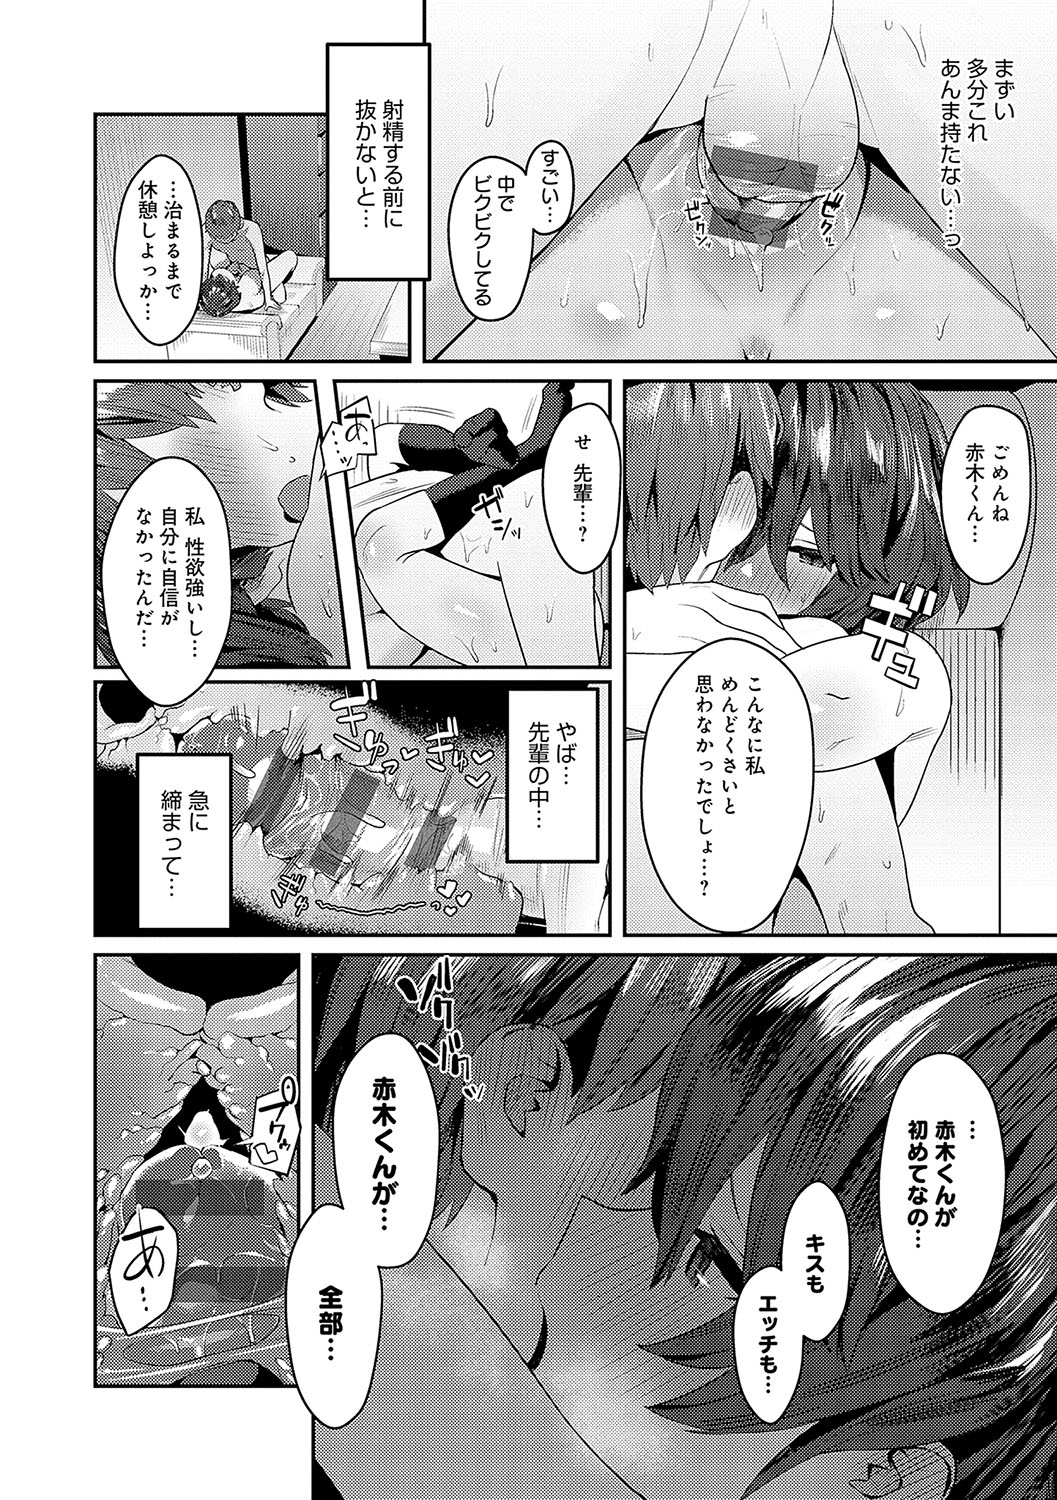 まずい
多分これ
あんま持たない…っ
すごい…
中で
ビクビクしてる
ビクッ
ビクッ
射精する前に
抜かないと…
…治まるまで
休憩しよっか…
ごめんね
赤木くん…
ギュ
こんなに私
めんどくさいと
思わなかったでしょ…?
せ 先輩…?
ガシッ
あっ…ッ
私 性欲強いし…
自分に自信が
なかったんだ…
やば…
先輩の中…
ぎゅっ
ぎゅ
急に
締まって…
…
赤木くんが
初めてなの…
キスも
エッチも…
ゾク
ゾクッ
赤木くんが…
全部…
プクッ
あ…